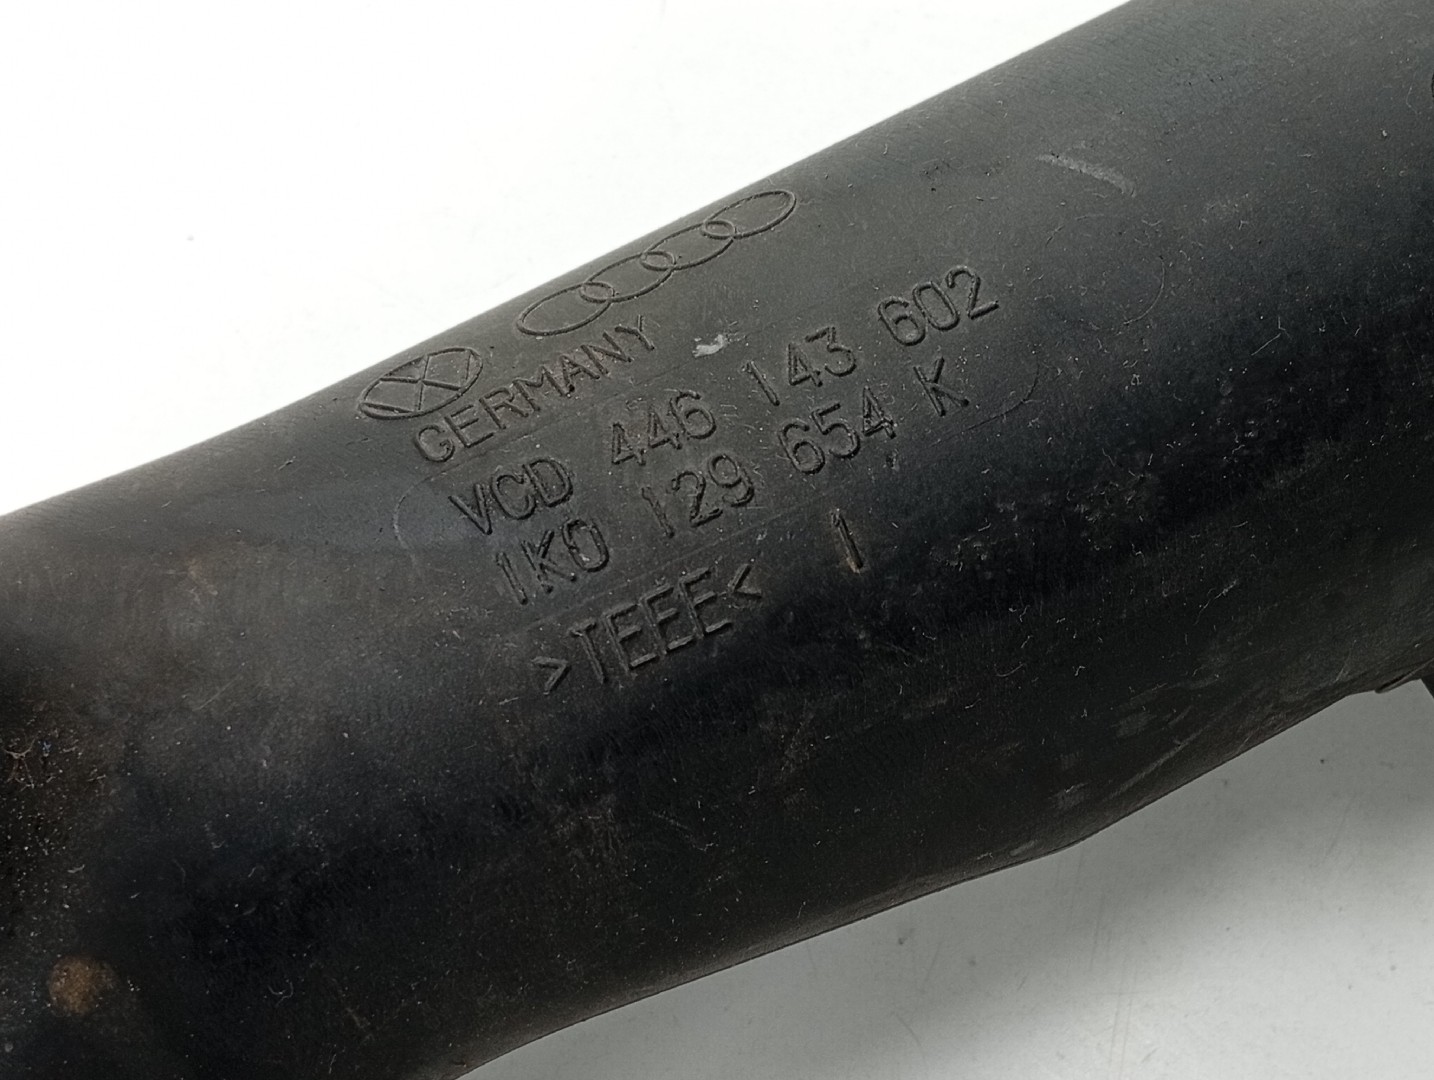 GERMANY
VCD 446 143 602
1K0 129 654 K
>TEEE< 1